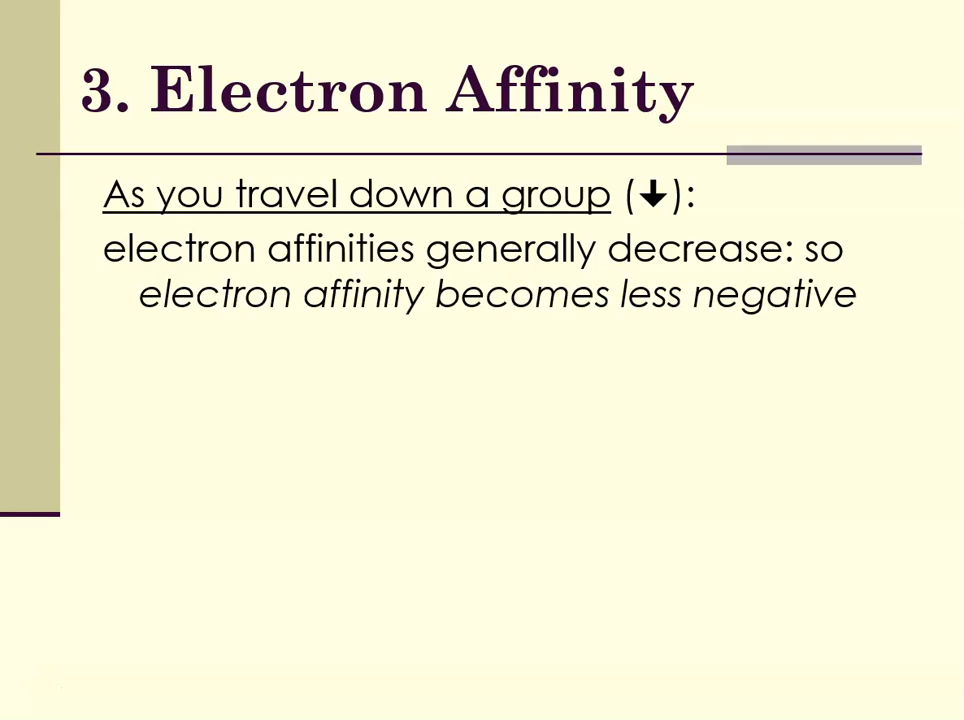 3. Electron Affinity
As you travel down a group (🡇):
electron affinities generally decrease: so
electron affinity becomes less negative